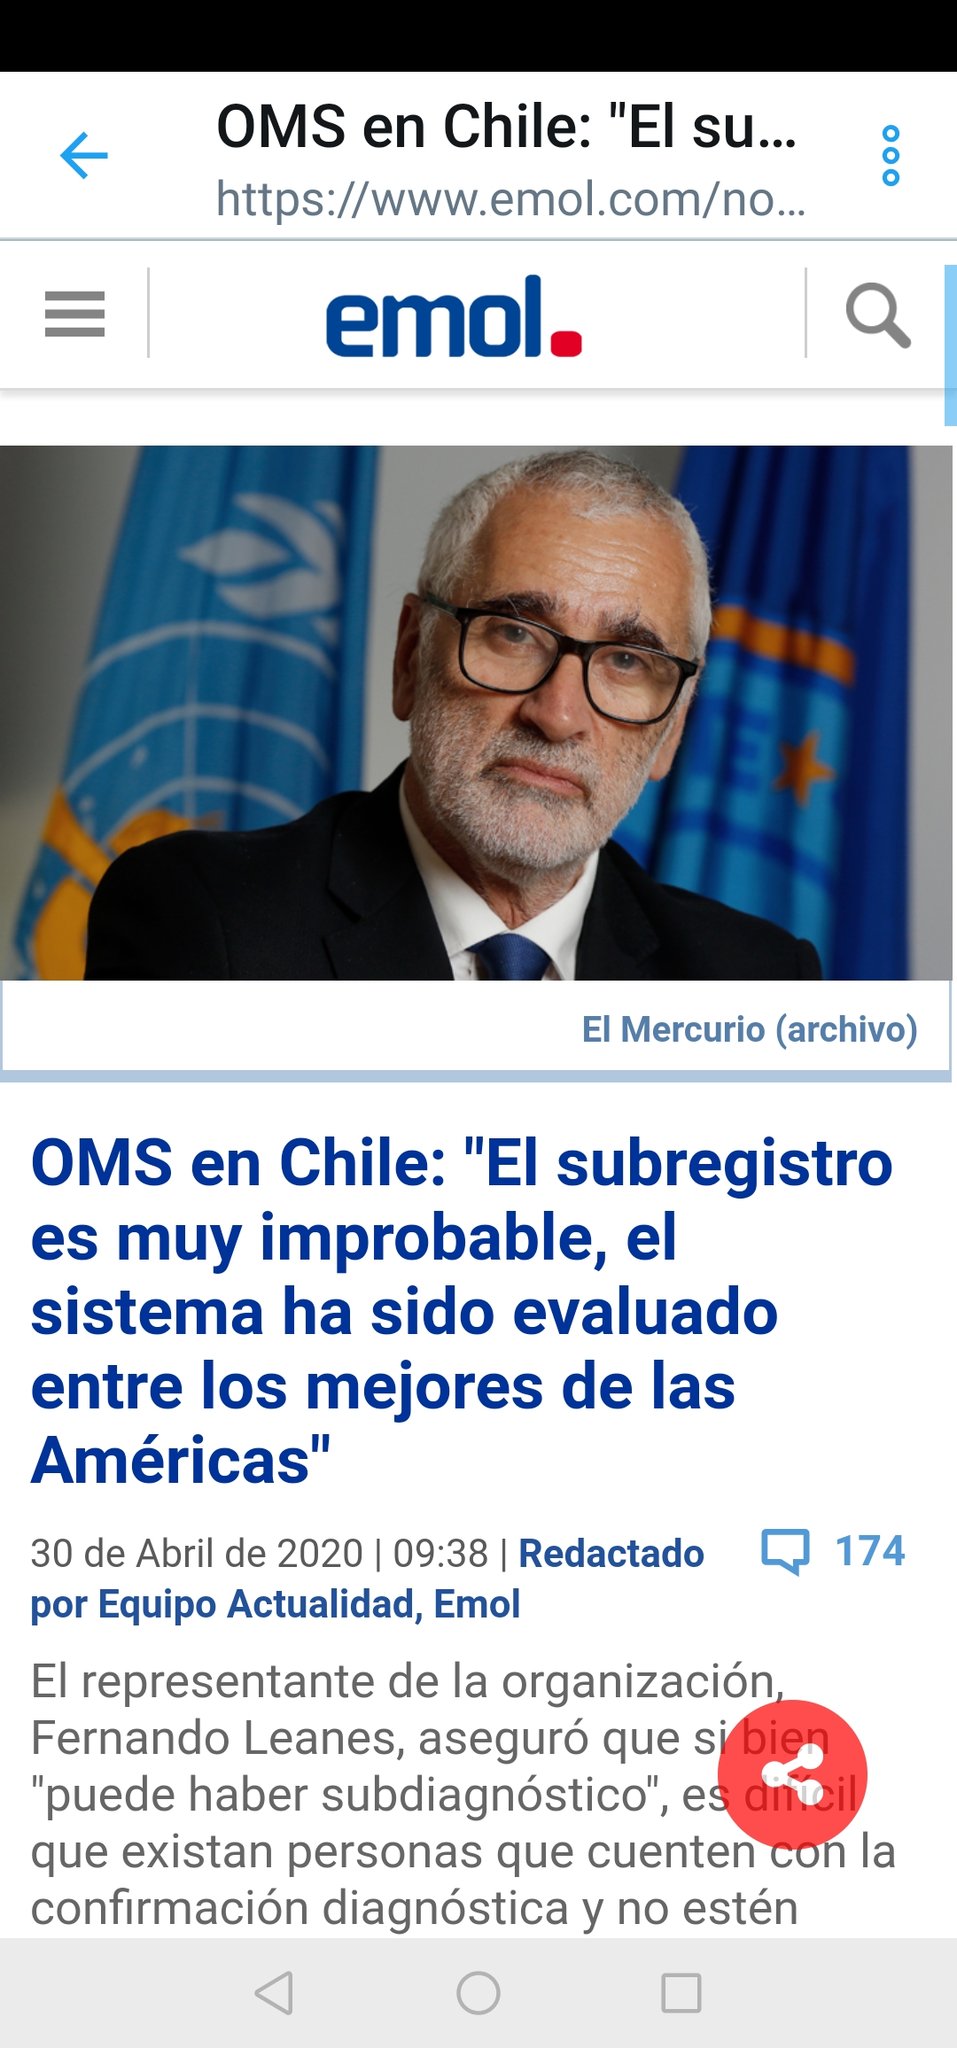 OMS en Chile: "El su...
https://www.emol.com/no...
emol.
El Mercurio (archivo)
OMS en Chile: "El subregistro
es muy improbable, el
sistema ha sido evaluado
entre los mejores de las
Américas"
30 de Abril de 2020 | 09:38 | Redactado
por Equipo Actualidad, Emol
174
El representante de la organización,
Fernando Leanes, aseguró que si bien
"puede haber subdiagnóstico", es difícil
que existan personas que cuenten con la
confirmación diagnóstica y no estén